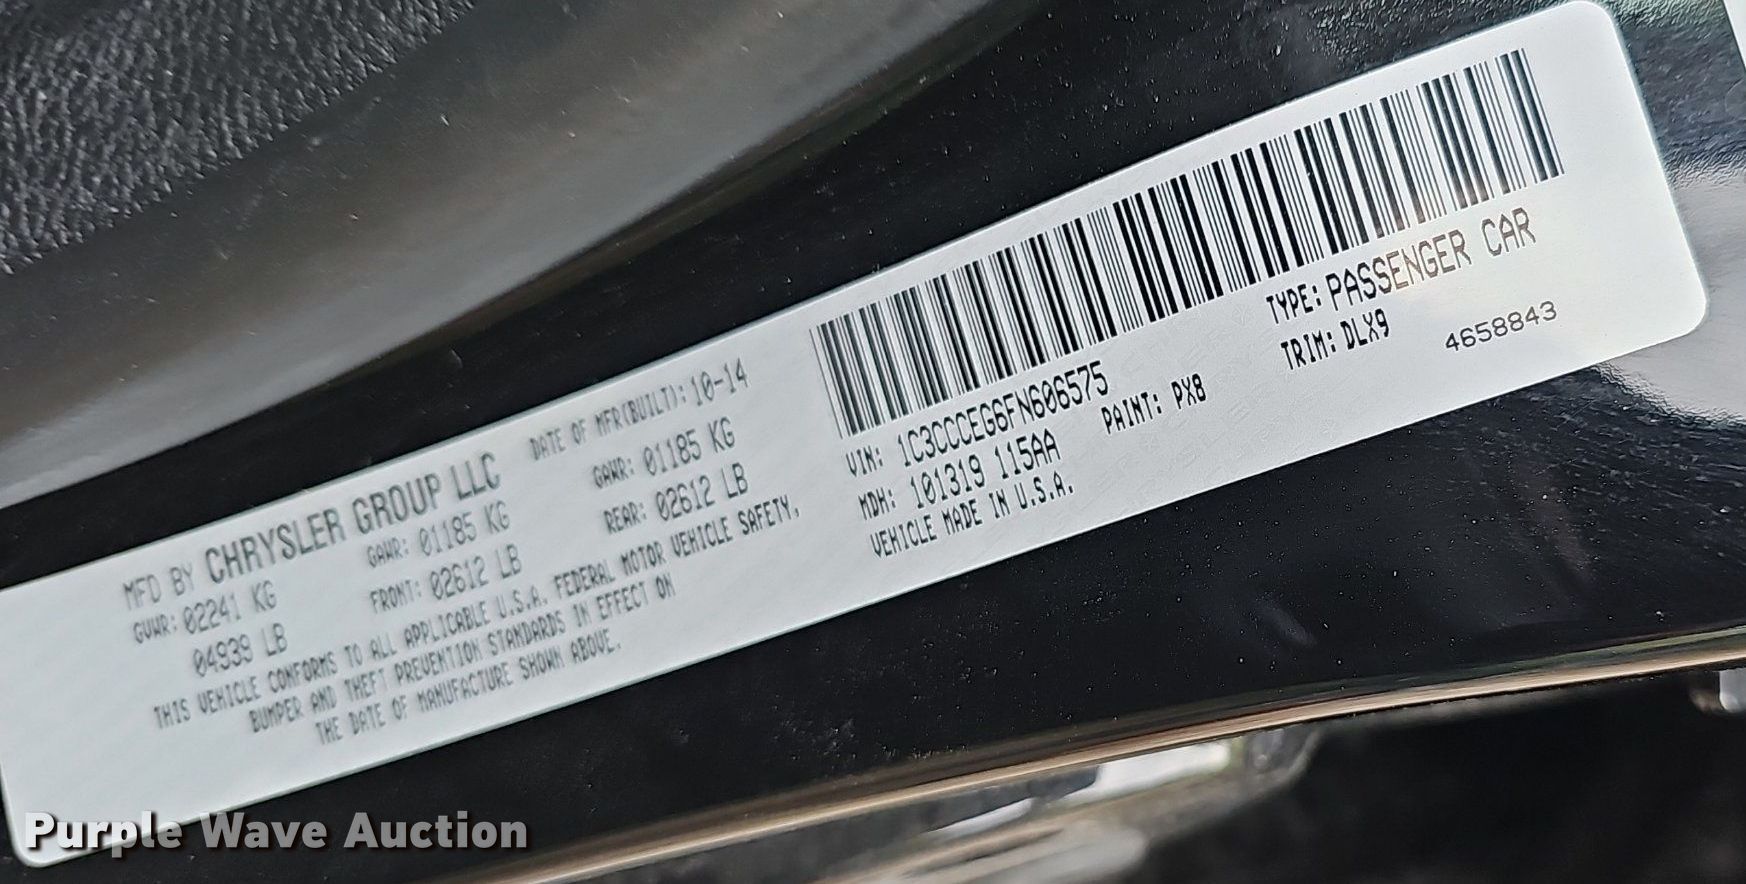 MFD BY CHRYSLER GROUP LLC
DATE OF MFR(BUILT): 10-14
GVWR: 02241 KG
04939 LB
GAWR: 01185 KG
FRONT: 02612 LB
GAWR: 01185 KG
REAR: 02612 LB
THIS VEHICLE CONFORMS TO ALL APPLICABLE U.S.A. FEDERAL MOTOR VEHICLE SAFETY,
BUMPER AND THEFT PREVENTION STANDARDS IN EFFECT ON
THE DATE OF MANUFACTURE SHOWN ABOVE.
VIN: 1C3CCCEG6FN606575
MDH: 101319 115AA
VEHICLE MADE IN U.S.A.
PAINT: PX8
TYPE: PASSENGER CAR
TRIM: DLX9
4658843
Purple Wave Auction